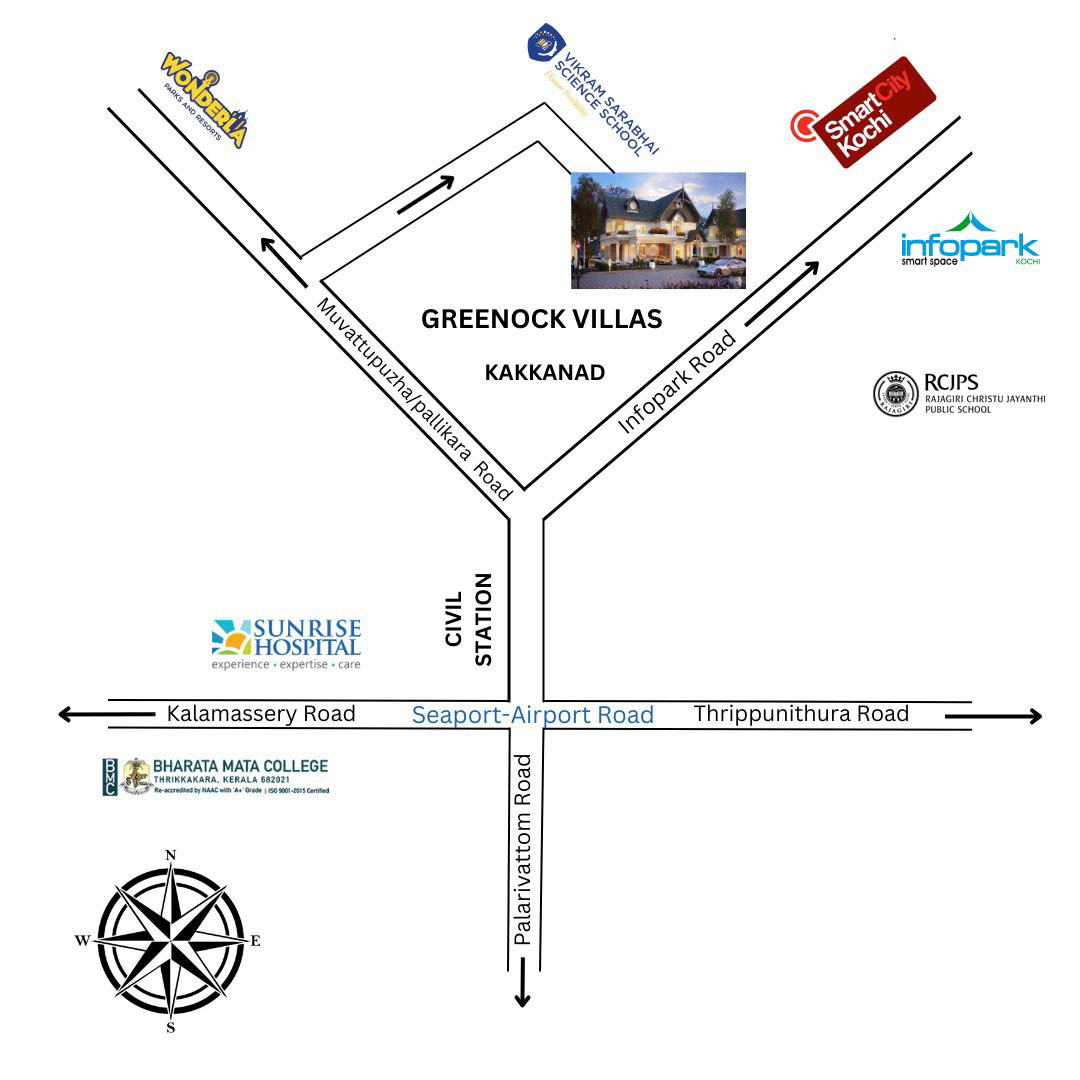 WONDERLA
PARKS AND RESORTS
VIKRAM SARABHAI
SCIENCE SCHOOL
SmartCity
Kochi
infopark
smart space
KOCHI
GREENOCK VILLAS
KAKKANAD
Muvattupuzha/pallikara Road
Infopark Road
RCJPS
RAJAGIRI CHRISTU JAYANTHI
PUBLIC SCHOOL
RAJAGIRI
CIVIL
STATION
SUNRISE
HOSPITAL
experience • expertise • care
Kalamassery Road
Seaport-Airport Road
Thrippunithura Road
BMC
BHARATA MATA COLLEGE
THRIKKAKARA, KERALA 682021
Re-accredited by NAAC with 'A+' Grade | ISO 9001-2015 Certified
Palarivattom Road
N
W
E
S